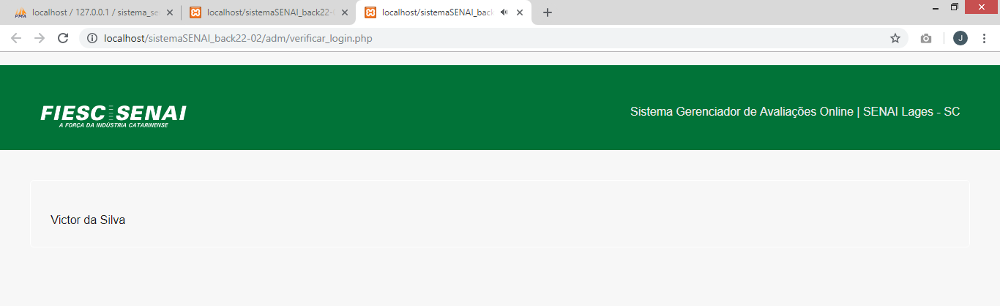 localhost / 127.0.0.1 / sistema_se
localhost/sistemaSENAI_back22-0
localhost/sistemaSENAI_back
localhost/sistemaSENAI_back22-02/adm/verificar_login.php
J
FIESC SENAI
A FORÇA DA INDÚSTRIA CATARINENSE
Sistema Gerenciador de Avaliações Online | SENAI Lages - SC
Victor da Silva